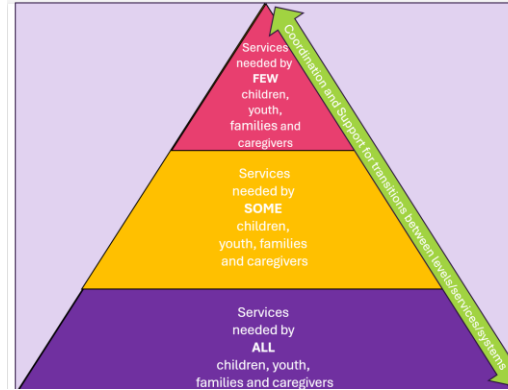 Services
needed by
FEW
children,
youth,
families and
caregivers
Coordination and Support for transitions between levels/services/systems
Services
needed by
SOME
children,
youth, families
and caregivers
Services
needed by
ALL
children, youth,
families and caregivers